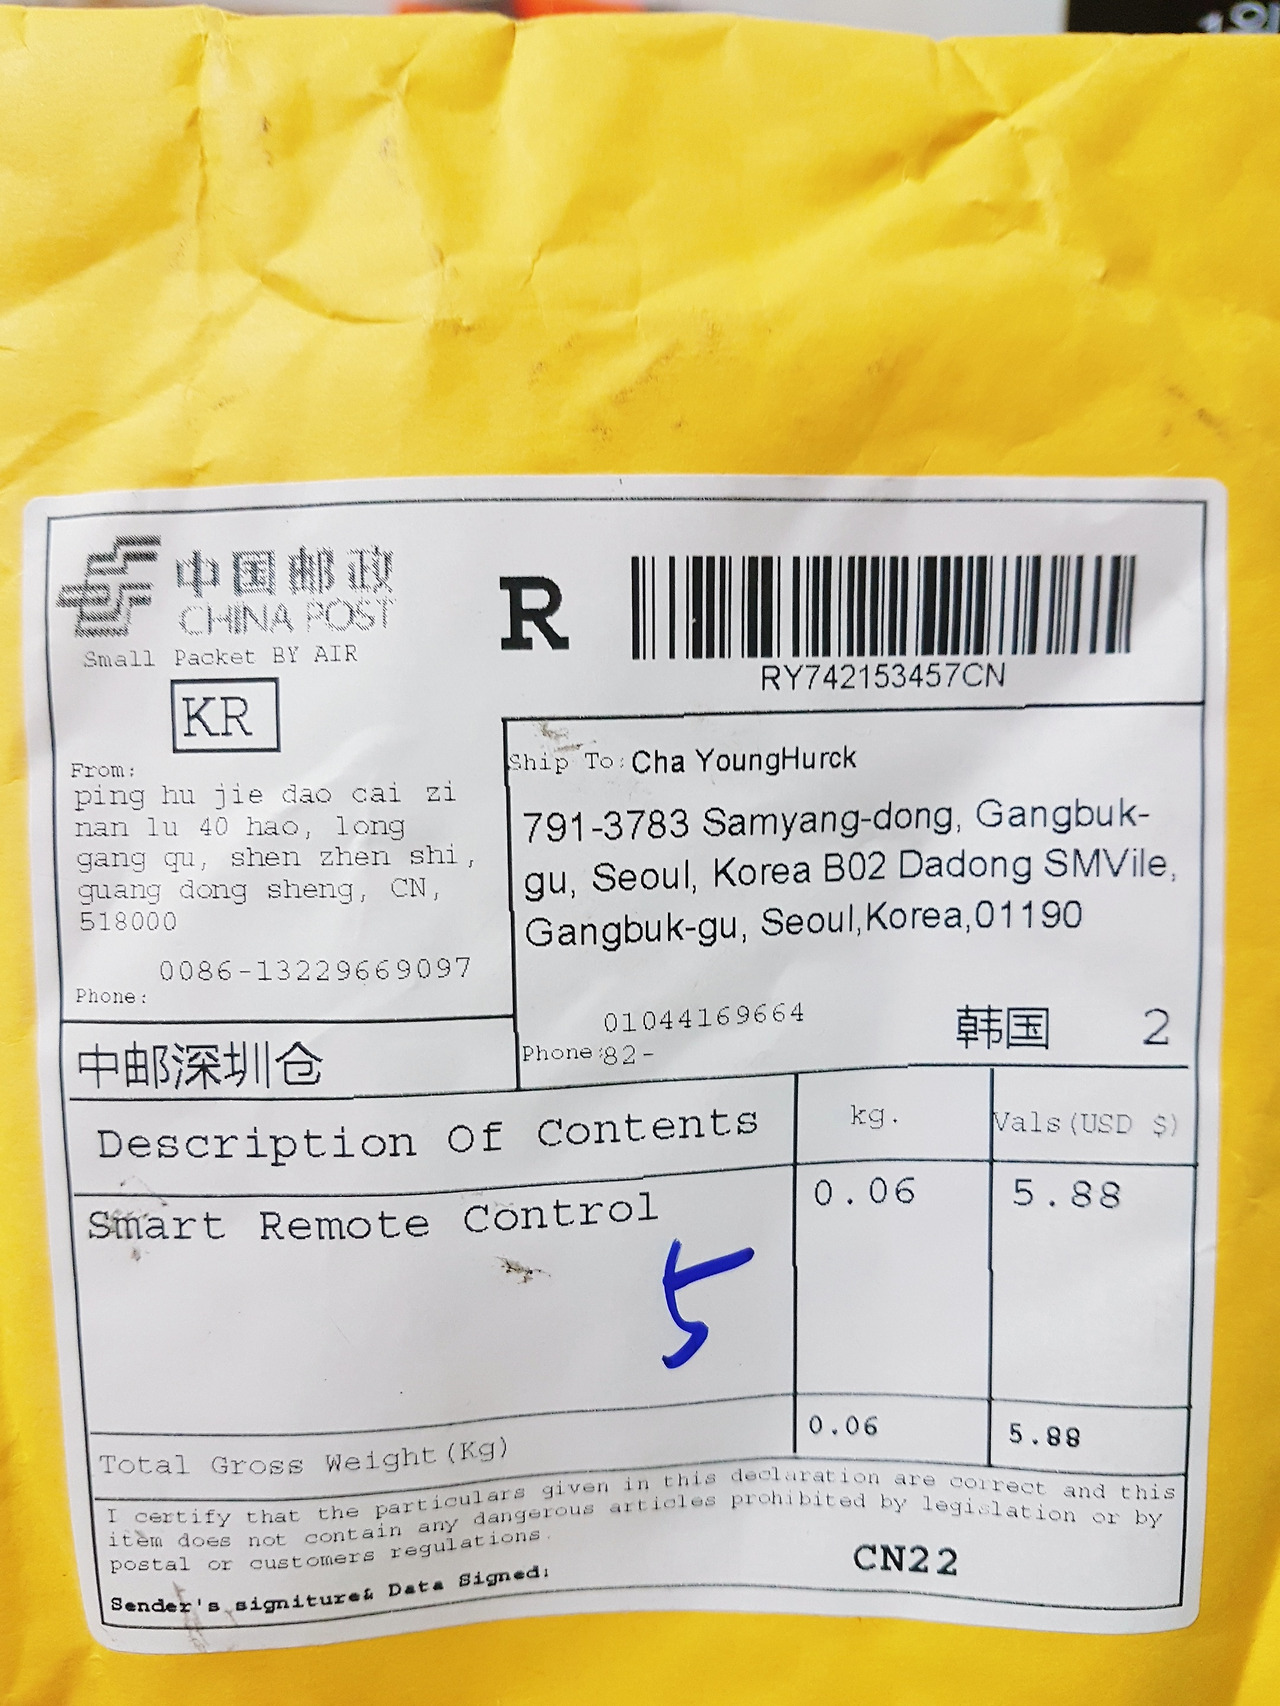 中国邮政
CHINA POST
Small Packet BY AIR
KR
R
RY742153457CN
From:
ping hu jie dao cai zi
nan lu 40 hao, long
gang qu, shen zhen shi,
guang dong sheng, CN,
518000
0086-13229669097
Phone:
Ship To: Cha YoungHurck
791-3783 Samyang-dong, Gangbuk-
gu, Seoul, Korea B02 Dadong SMVile,
Gangbuk-gu, Seoul,Korea,01190
01044169664
Phone:82-
韩国 2
中邮深圳仓
Description Of Contents kg. Vals(USD $)
Smart Remote Control 0.06 5.88
5
Total Gross Weight(Kg) 0.06 5.88
I certify that the particulars given in this declaration are correct and this
item does not contain any dangerous articles prohibited by legislation or by
postal or customers regulations.
Sender's signiture& Data Signed:
CN22